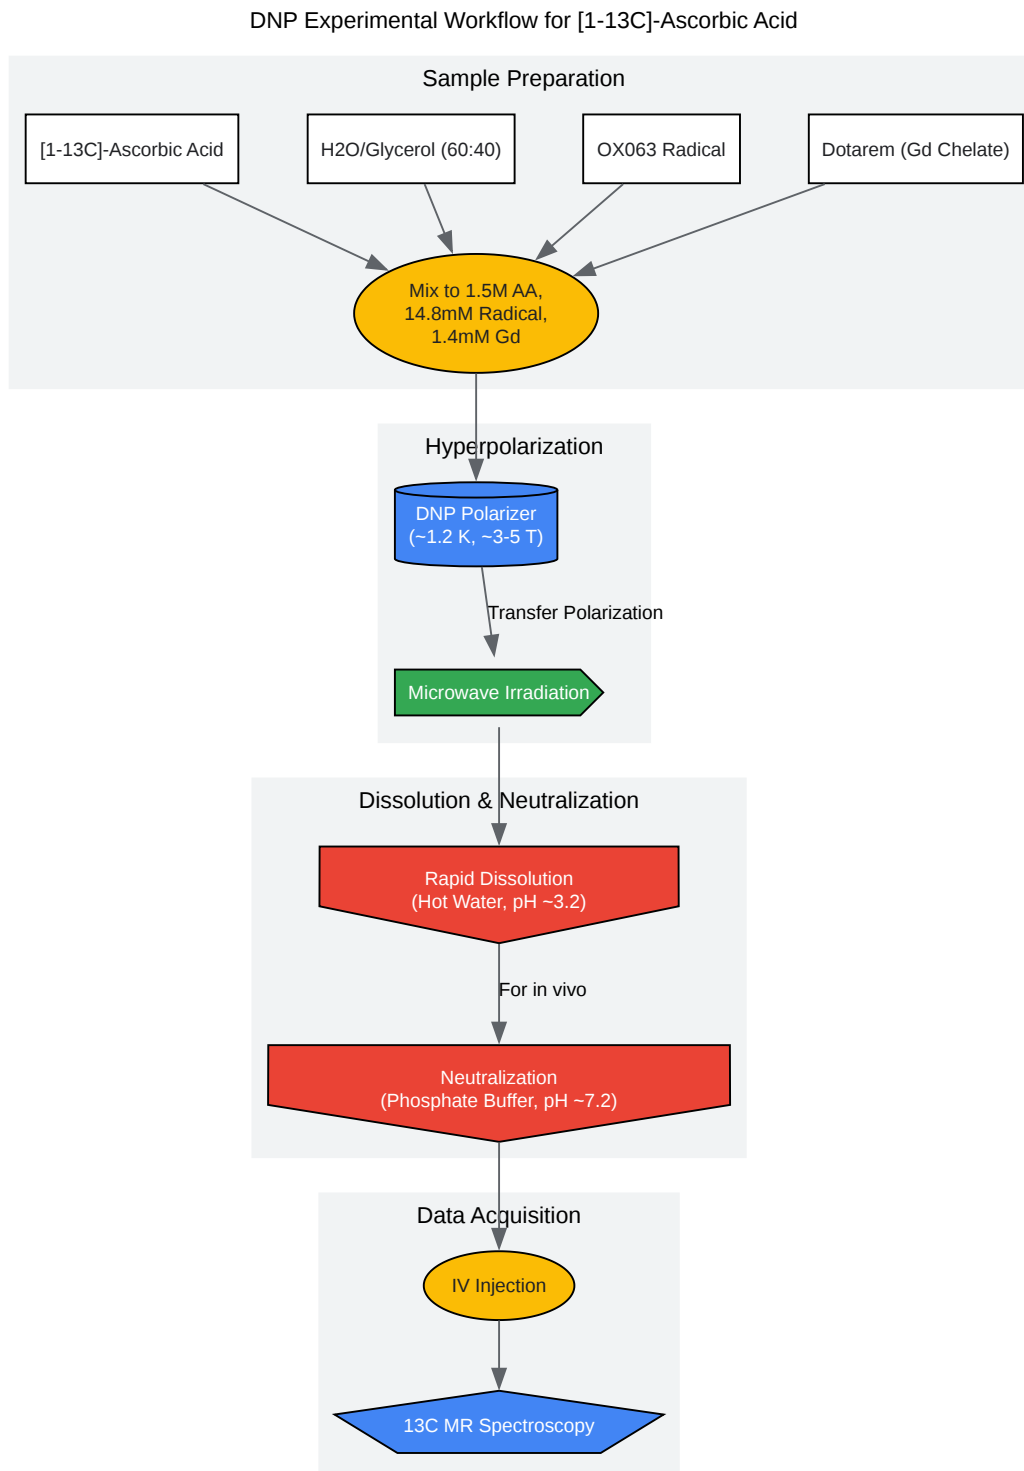 DNP Experimental Workflow for [1-13C]-Ascorbic Acid
Sample Preparation
[1-13C]-Ascorbic Acid
H2O/Glycerol (60:40)
OX063 Radical
Dotarem (Gd Chelate)
Mix to 1.5M AA,
14.8mM Radical,
1.4mM Gd
Hyperpolarization
DNP Polarizer
(~1.2 K, ~3-5 T)
Transfer Polarization
Microwave Irradiation
Dissolution & Neutralization
Rapid Dissolution
(Hot Water, pH ~3.2)
For in vivo
Neutralization
(Phosphate Buffer, pH ~7.2)
Data Acquisition
IV Injection
13C MR Spectroscopy